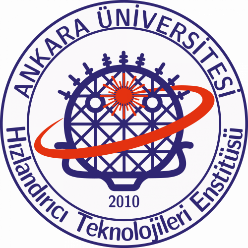 ANKARA ÜNİVERSİTESİ
2010
Hızlandırıcı Teknolojileri Enstitüsü